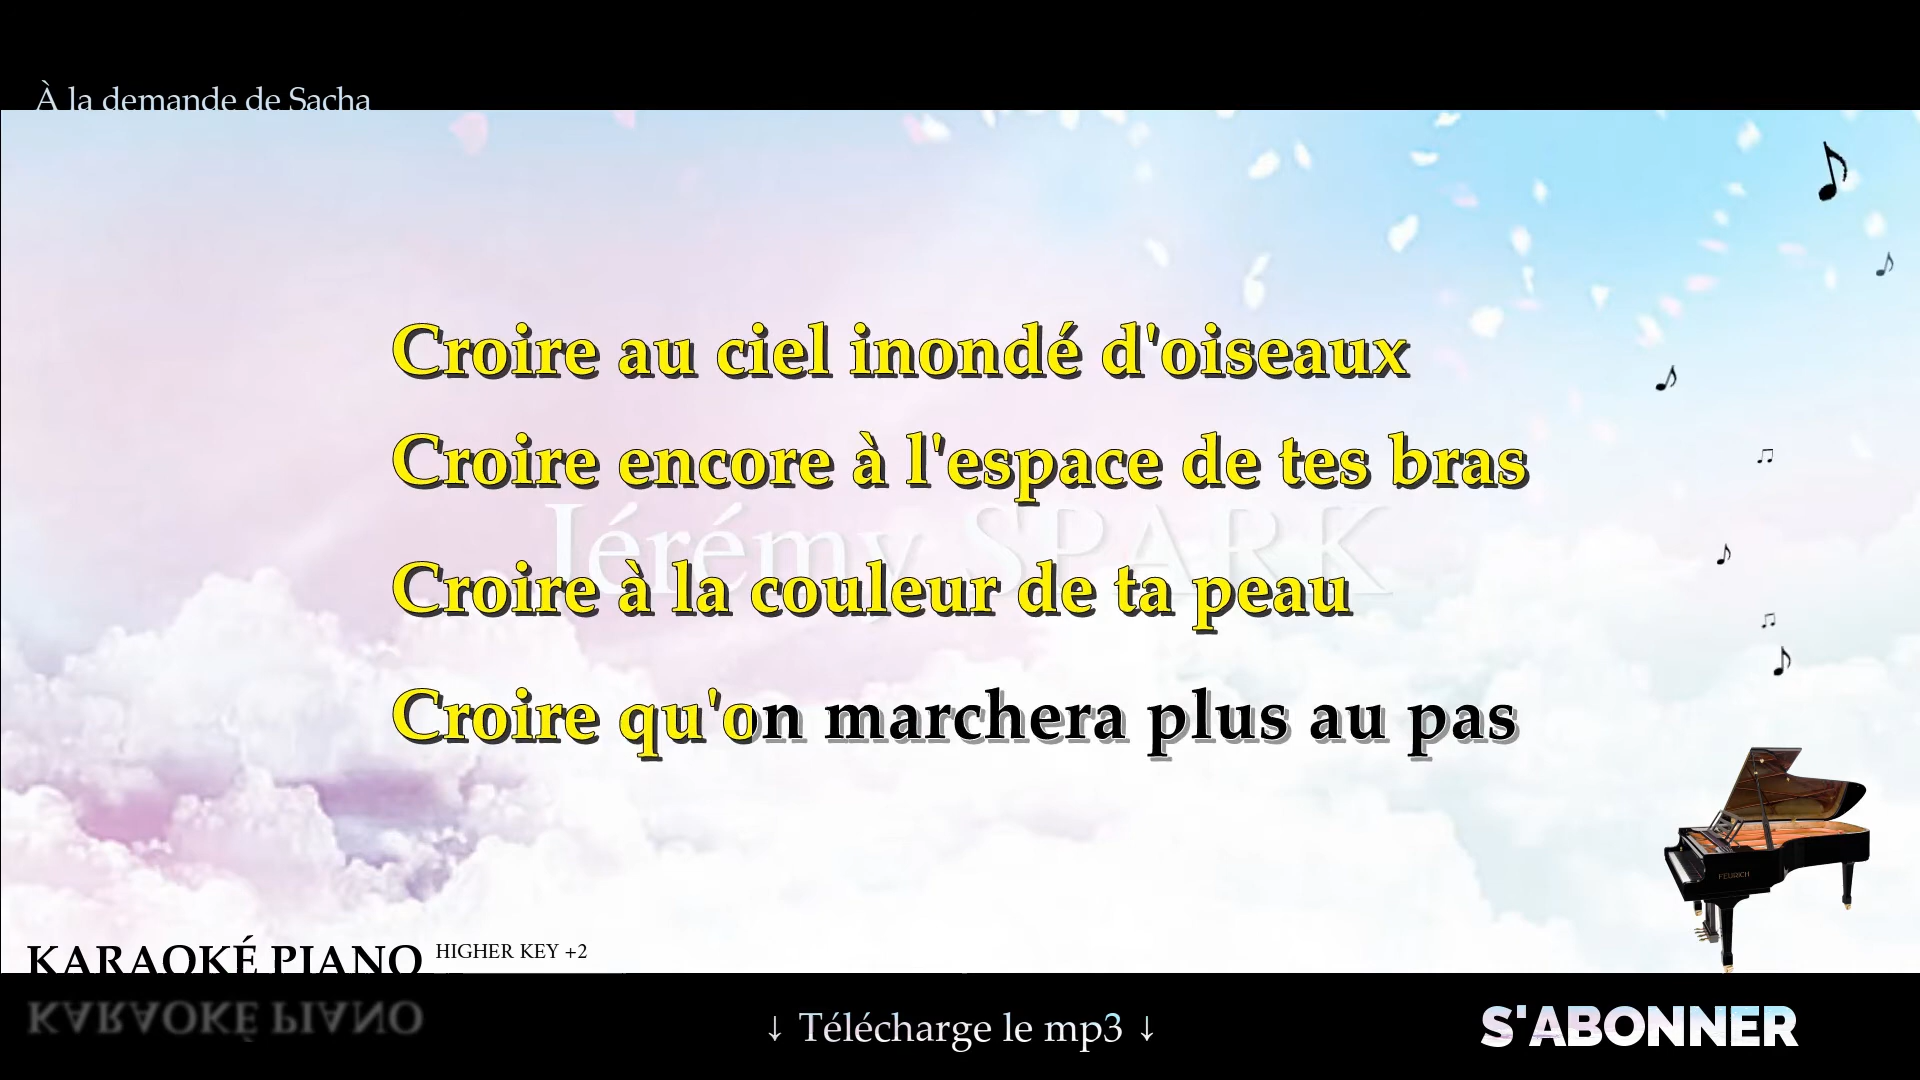 À la demande de Sacha
Croire au ciel inondé d'oiseaux
Croire encore à l'espace de tes bras
Jérémy SPARK
Croire à la couleur de ta peau
Croire qu'on marchera plus au pas
FEURICH
KARAOKÉ PIANO HIGHER KEY +2
KARAOKÉ PIANO
↓ Télécharge le mp3 ↓
S'ABONNER